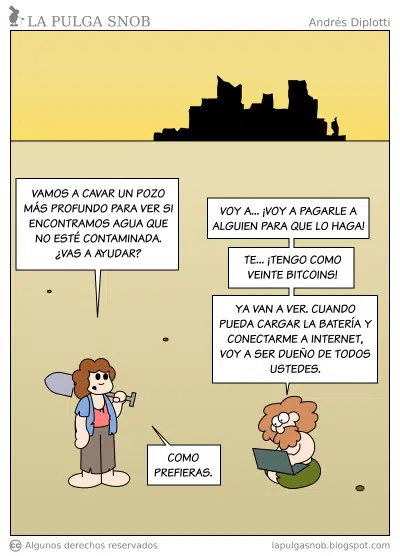 LA PULGA SNOB
Andrés Diplotti
VAMOS A CAVAR UN POZO
MÁS PROFUNDO PARA VER SI
ENCONTRAMOS AGUA QUE
NO ESTÉ CONTAMINADA.
¿VAS A AYUDAR?
VOY A... ¡VOY A PAGARLE A
ALGUIEN PARA QUE LO HAGA!
TE... ¡TENGO COMO
VEINTE BITCOINS!
YA VAN A VER. CUANDO
PUEDA CARGAR LA BATERÍA Y
CONECTARME A INTERNET,
VOY A SER DUEÑO DE TODOS
USTEDES.
COMO
PREFIERAS.
cc Algunos derechos reservados
lapulgasnob.blogspot.com